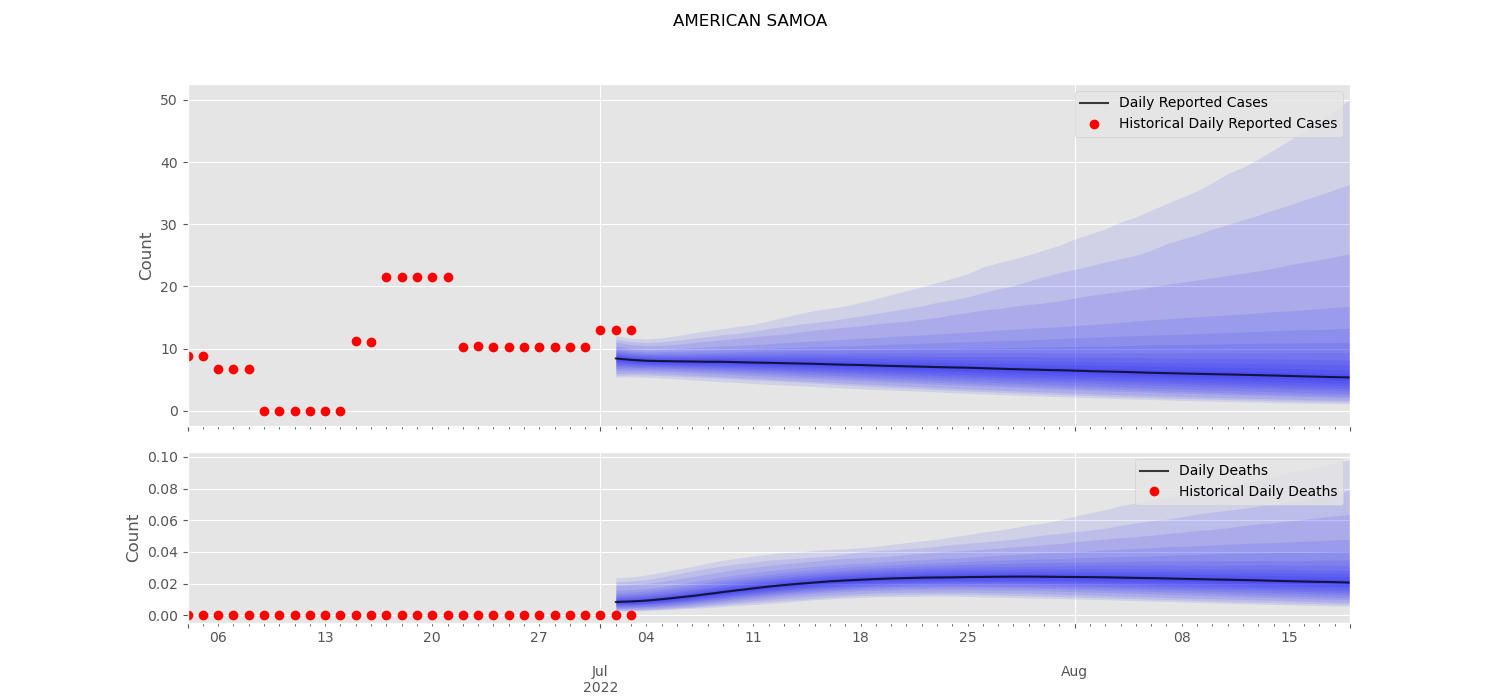 AMERICAN SAMOA
50
40
30
20
10
0
Count
Daily Reported Cases
Historical Daily Reported Cases
0.10
0.08
0.06
0.04
0.02
0.00
Count
Daily Deaths
Historical Daily Deaths
06 13 20 27 04 11 18 25 08 15
Jul Aug
2022